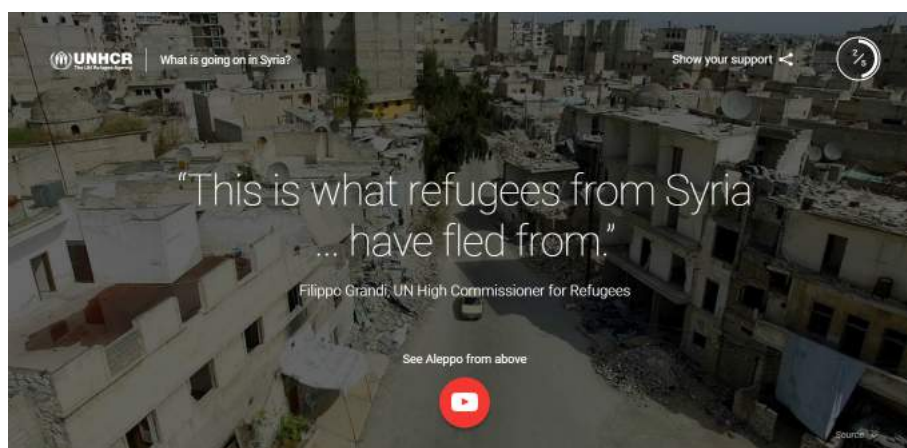 UNHCR
The UN Refugee Agency
What is going on in Syria?
Show your support
2/5
“This is what refugees from Syria
... have fled from.”
Filippo Grandi, UN High Commissioner for Refugees
See Aleppo from above
Source